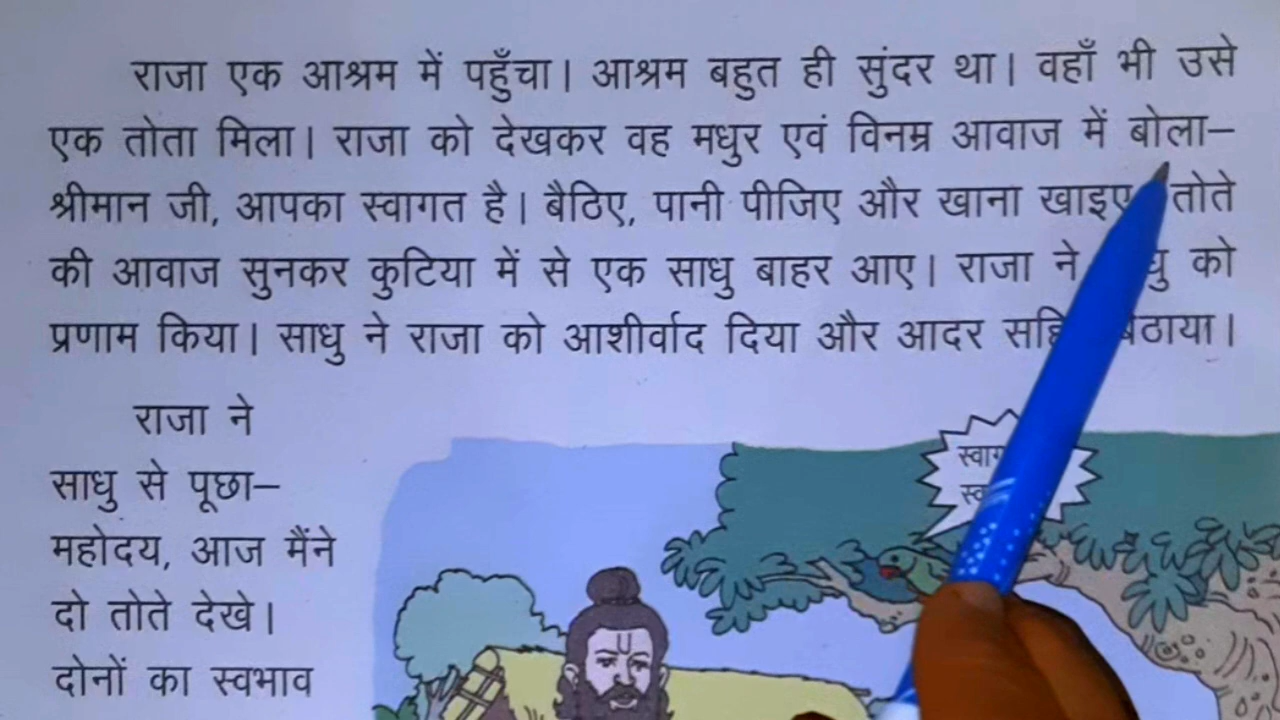 राजा एक आश्रम में पहुँचा। आश्रम बहुत ही सुंदर था। वहाँ भी उसे
एक तोता मिला। राजा को देखकर वह मधुर एवं विनम्र आवाज में बोला–
श्रीमान जी, आपका स्वागत है। बैठिए, पानी पीजिए और खाना खाइए तोते
की आवाज सुनकर कुटिया में से एक साधु बाहर आए। राजा ने को
प्रणाम किया। साधु ने राजा को आशीर्वाद दिया और आदर
राजा ने
साधु से पूछा–
महोदय, आज मैंने
दो तोते देखे।
दोनों का स्वभाव